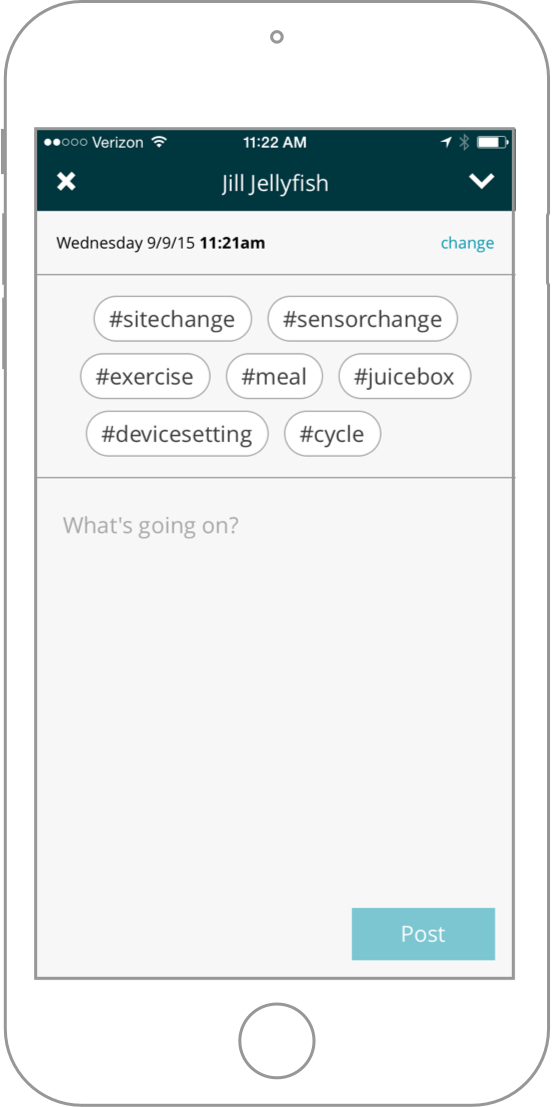 Verizon 11:22 AM
Jill Jellyfish
Wednesday 9/9/15 11:21am change
#sitechange #sensorchange
#exercise #meal #juicebox
#devicesetting #cycle
What's going on?
Post